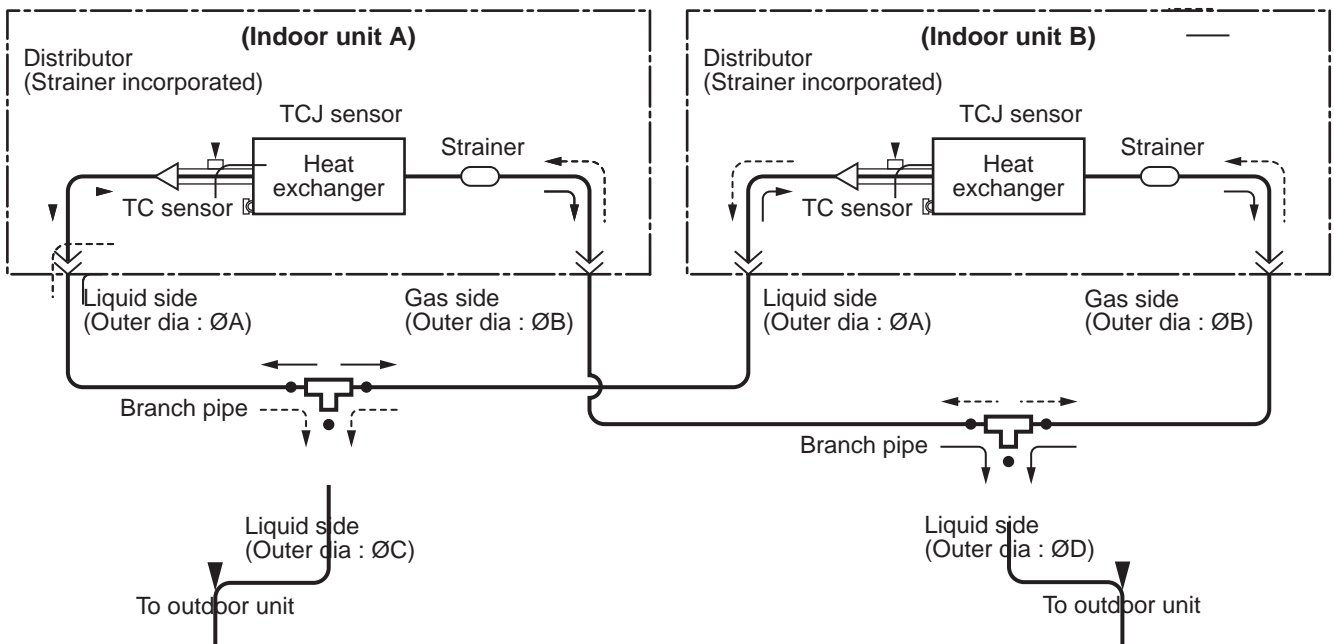 (Indoor unit A)
Distributor
(Strainer incorporated)
TCJ sensor
Strainer
Heat
exchanger
TC sensor
Liquid side
(Outer dia : ØA)
Gas side
(Outer dia : ØB)
(Indoor unit B)
Distributor
(Strainer incorporated)
TCJ sensor
Strainer
Heat
exchanger
TC sensor
Liquid side
(Outer dia : ØA)
Gas side
(Outer dia : ØB)
Branch pipe
Branch pipe
Liquid side
(Outer dia : ØC)
To outdoor unit
Liquid side
(Outer dia : ØD)
To outdoor unit